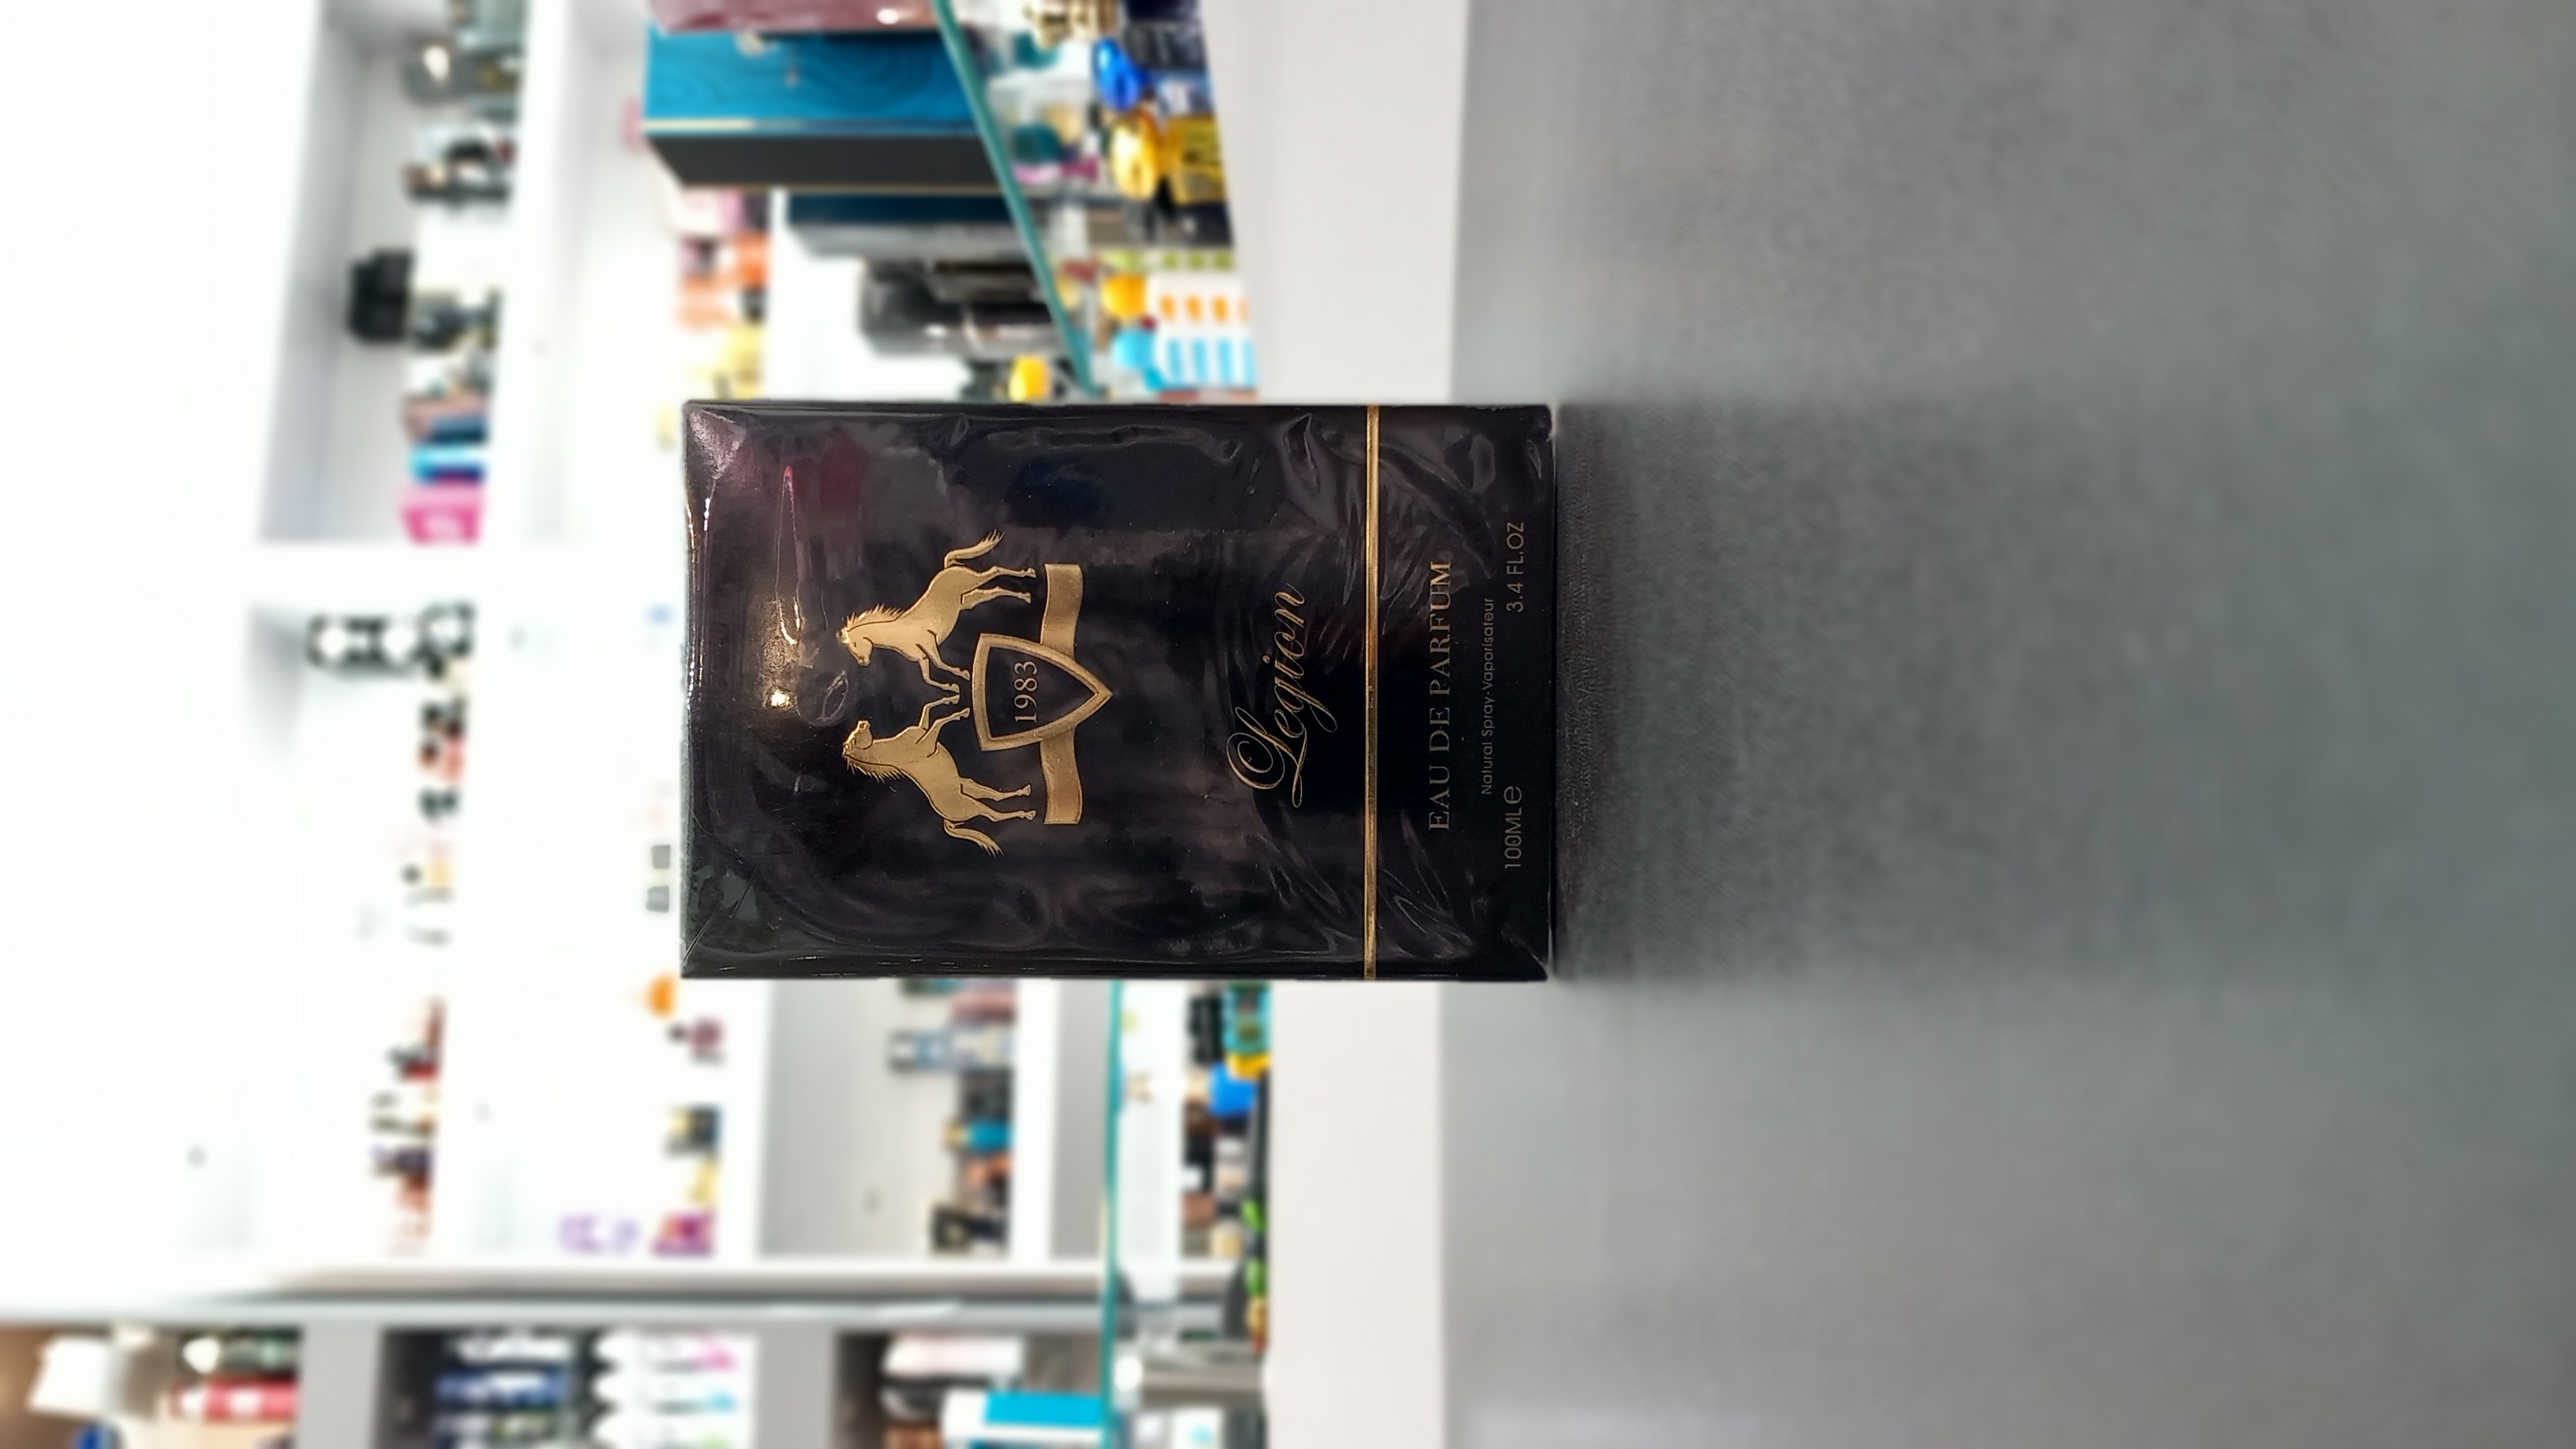 1983
Legion
EAU DE PARFUM
Natural Spray-Vaporisateur
100ML℮ 3.4 FL.OZ